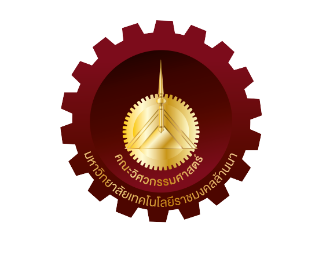 คณะวิศวกรรมศาสตร์
มหาวิทยาลัยเทคโนโลยีราชมงคลล้านนา